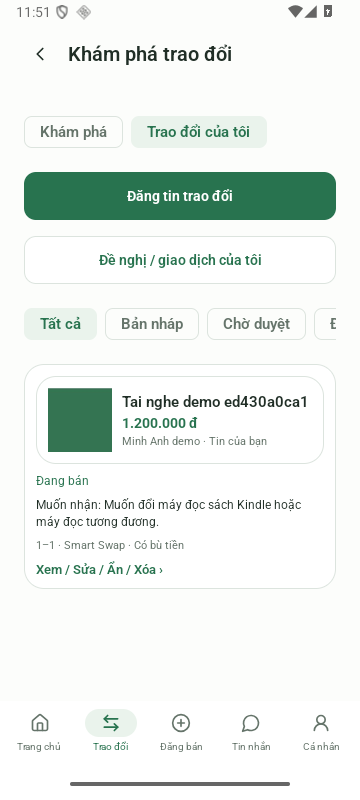 11:51
Khám phá trao đổi
Khám phá
Trao đổi của tôi
Đăng tin trao đổi
Đề nghị / giao dịch của tôi
Tất cả
Bản nháp
Chờ duyệt
Tai nghe demo ed430a0ca1
1.200.000 đ
Minh Anh demo · Tin của bạn
Đang bán
Muốn nhận: Muốn đổi máy đọc sách Kindle hoặc
máy đọc tương đương.
1–1 · Smart Swap · Có bù tiền
Xem / Sửa / Ẩn / Xóa ›
Trang chủ
Trao đổi
Đăng bán
Tin nhắn
Cá nhân